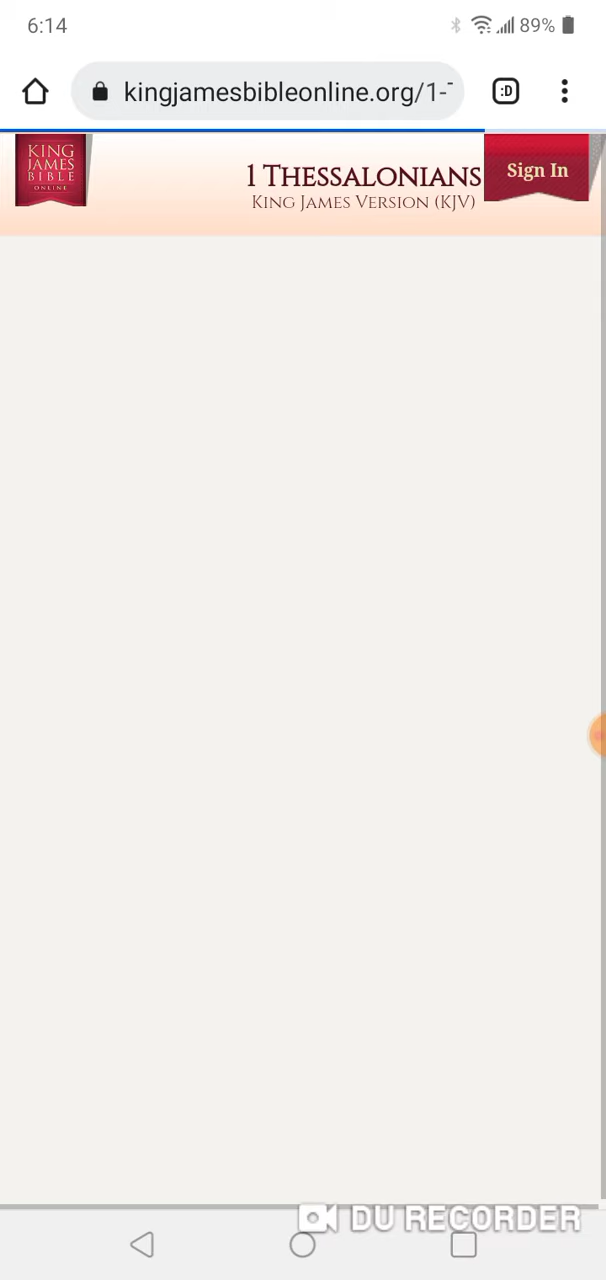 6:14
89%
kingjamesbibleonline.org/1-
:D
KING
JAMES
BIBLE
ONLINE
1 THESSALONIANS
KING JAMES VERSION (KJV)
Sign In
DU RECORDER